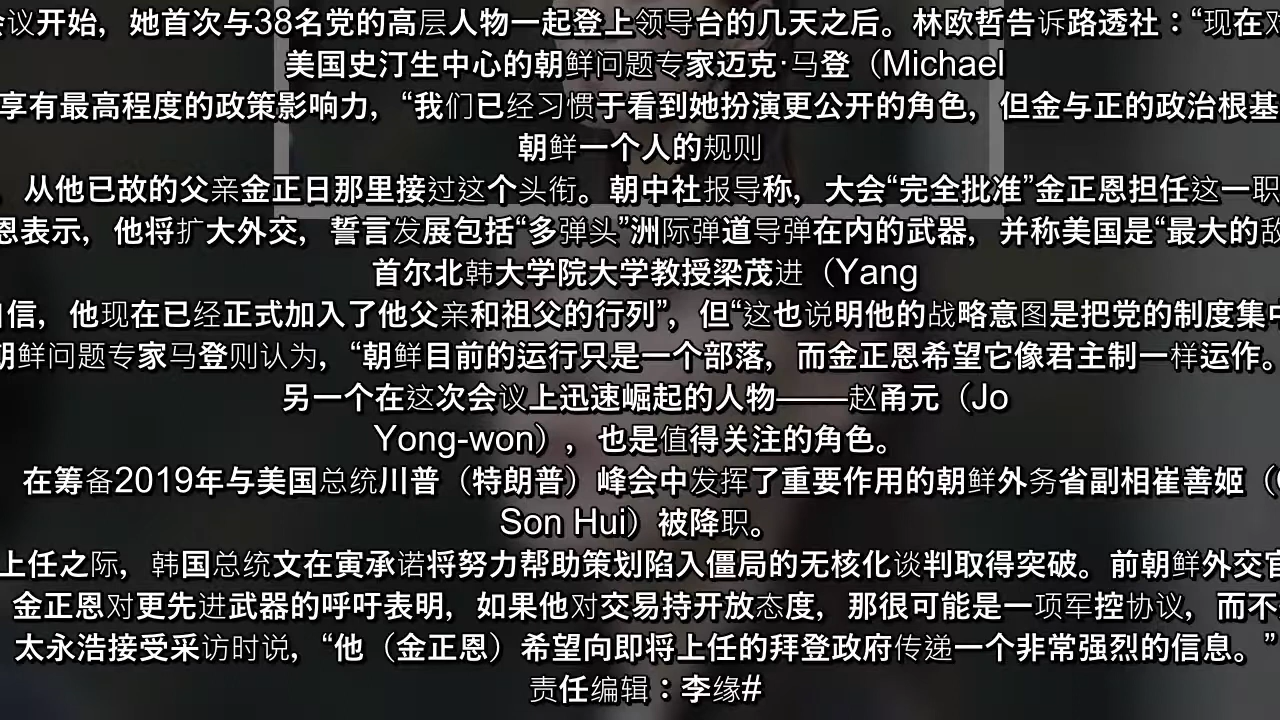 议开始，她首次与38名党的高层人物一起登上领导台的几天之后。林欧哲告诉路透社：“现在
美国史汀生中心的朝鲜问题专家迈克·马登（Michael
享有最高程度的政策影响力，“我们已经习惯于看到她扮演更公开的角色，但金与正的政治根基
朝鲜一个人的规则
，从他已故的父亲金正日那里接过这个头衔。朝中社报导称，大会“完全批准”金正恩担任这一职
恩表示，他将扩大外交，誓言发展包括“多弹头”洲际弹道导弹在内的武器，并称美国是“最大的敌
首尔北韩大学院大学教授梁茂进（Yang
信，他现在已经正式加入了他父亲和祖父的行列”，但“这也说明他的战略意图是把党的制度集中
朝鲜问题专家马登则认为，“朝鲜目前的运行只是一个部落，而金正恩希望它像君主制一样运作。
另一个在这次会议上迅速崛起的人物——赵甬元（Jo
Yong-won），也是值得关注的角色。
在筹备2019年与美国总统川普（特朗普）峰会中发挥了重要作用的朝鲜外务省副相崔善姬（
Son Hui）被降职。
上任之际，韩国总统文在寅承诺将努力帮助策划陷入僵局的无核化谈判取得突破。前朝鲜外交官
金正恩对更先进武器的呼吁表明，如果他对交易持开放态度，那很可能是一项军控协议，而不
太永浩接受采访时说，“他（金正恩）希望向即将上任的拜登政府传递一个非常强烈的信息。”
责任编辑：李缘#